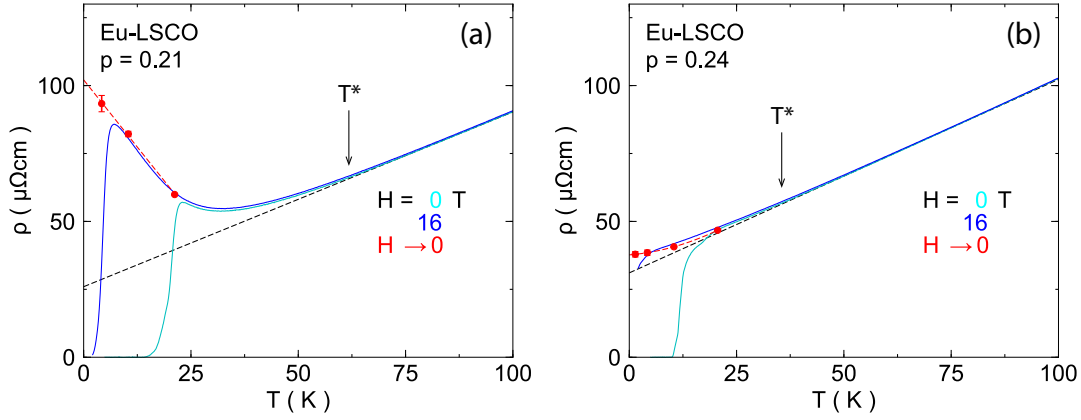 Eu-LSCO
p = 0.21
(a)
T*
H = 0 T
16
H → 0
ρ ( μΩcm )
100
50
0
0 25 50 75 100
T ( K )
Eu-LSCO
p = 0.24
(b)
T*
H = 0 T
16
H → 0
ρ ( μΩcm )
100
50
0
0 25 50 75 100
T ( K )